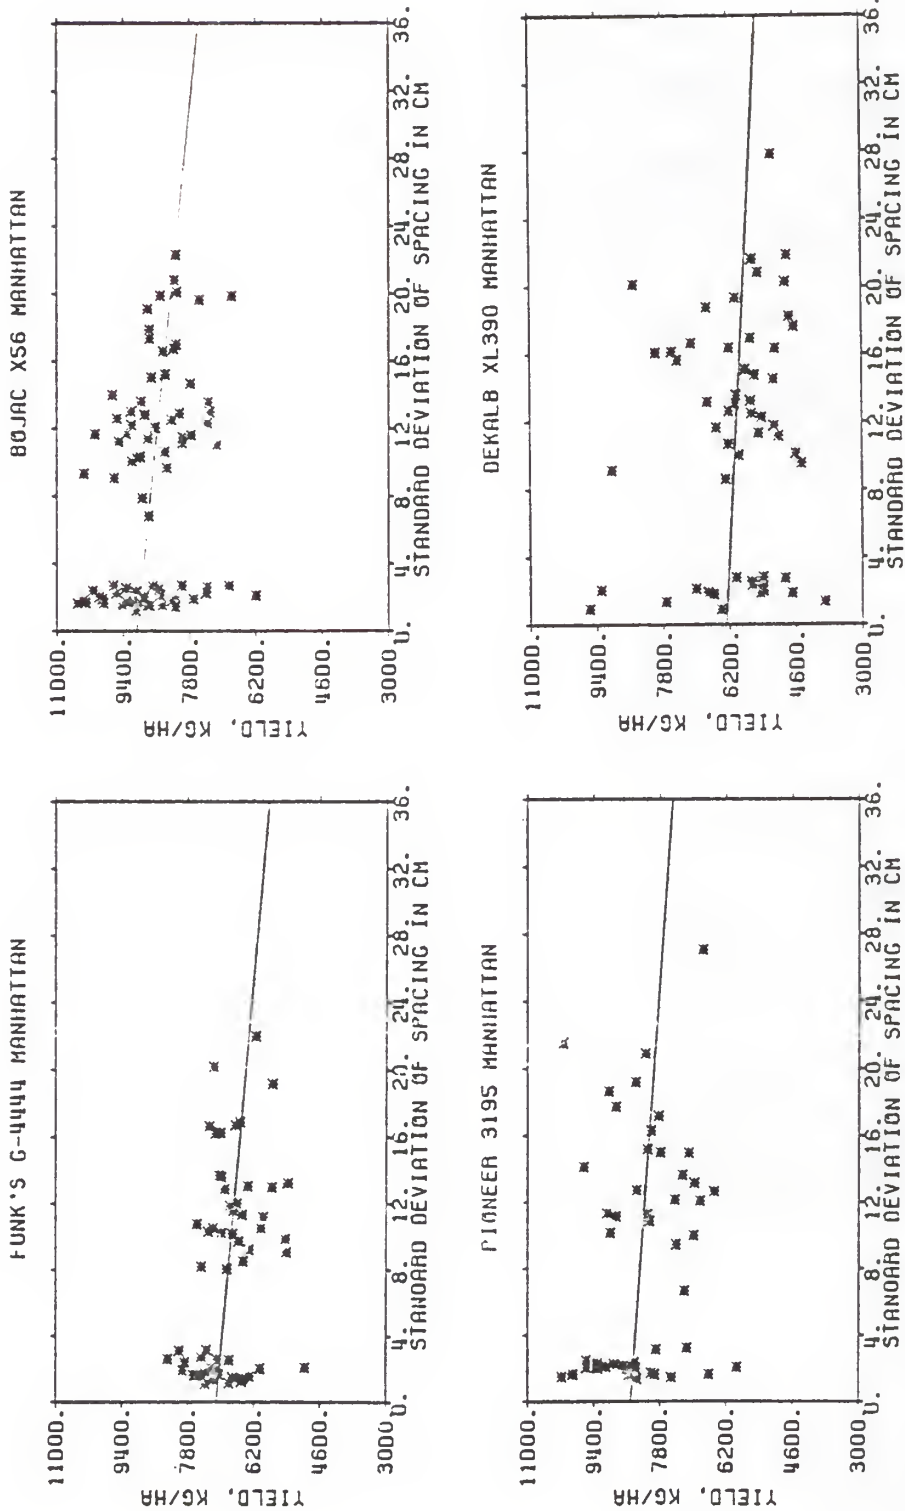 FUNK'S G-4444 MANHATTAN
11000.
9400.
7800.
6200.
4600.
3000.
YIELD, KG/HA
0. 4. 8. 12. 16. 20. 24. 28. 32. 36.
STANDARD DEVIATION OF SPACING IN CM
BOJAC X56 MANHATTAN
11000.
9400.
7800.
6200.
4600.
3000.
YIELD, KG/HA
0. 4. 8. 12. 16. 20. 24. 28. 32. 36.
STANDARD DEVIATION OF SPACING IN CM
PIONEER 3195 MANHATTAN
11000.
9400.
7800.
6200.
4600.
3000.
YIELD, KG/HA
0. 4. 8. 12. 16. 20. 24. 28. 32. 36.
STANDARD DEVIATION OF SPACING IN CM
DEKALB XL390 MANHATTAN
11000.
9400.
7800.
6200.
4600.
3000.
YIELD, KG/HA
0. 4. 8. 12. 16. 20. 24. 28. 32. 36.
STANDARD DEVIATION OF SPACING IN CM